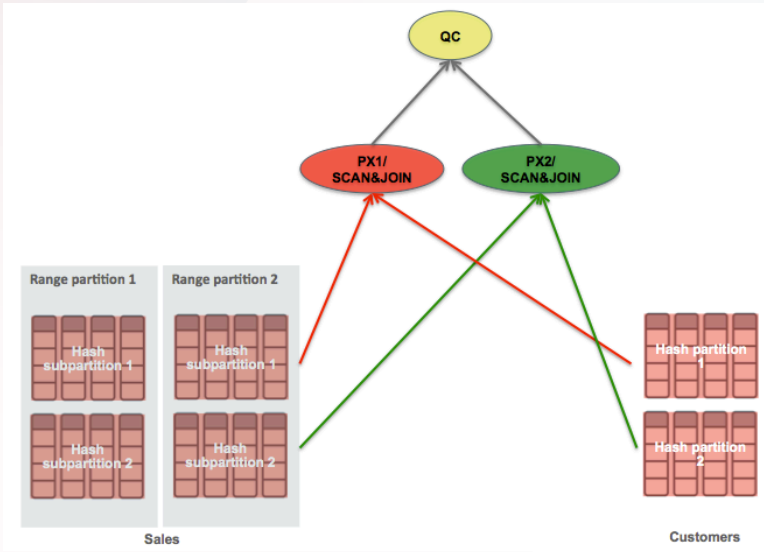 QC
PX1/
SCAN&JOIN
PX2/
SCAN&JOIN
Range partition 1
Range partition 2
Hash
subpartition 1
Hash
subpartition 1
Hash partition
1
Hash
subpartition 2
Hash
subpartition 2
Hash partition
2
Sales
Customers